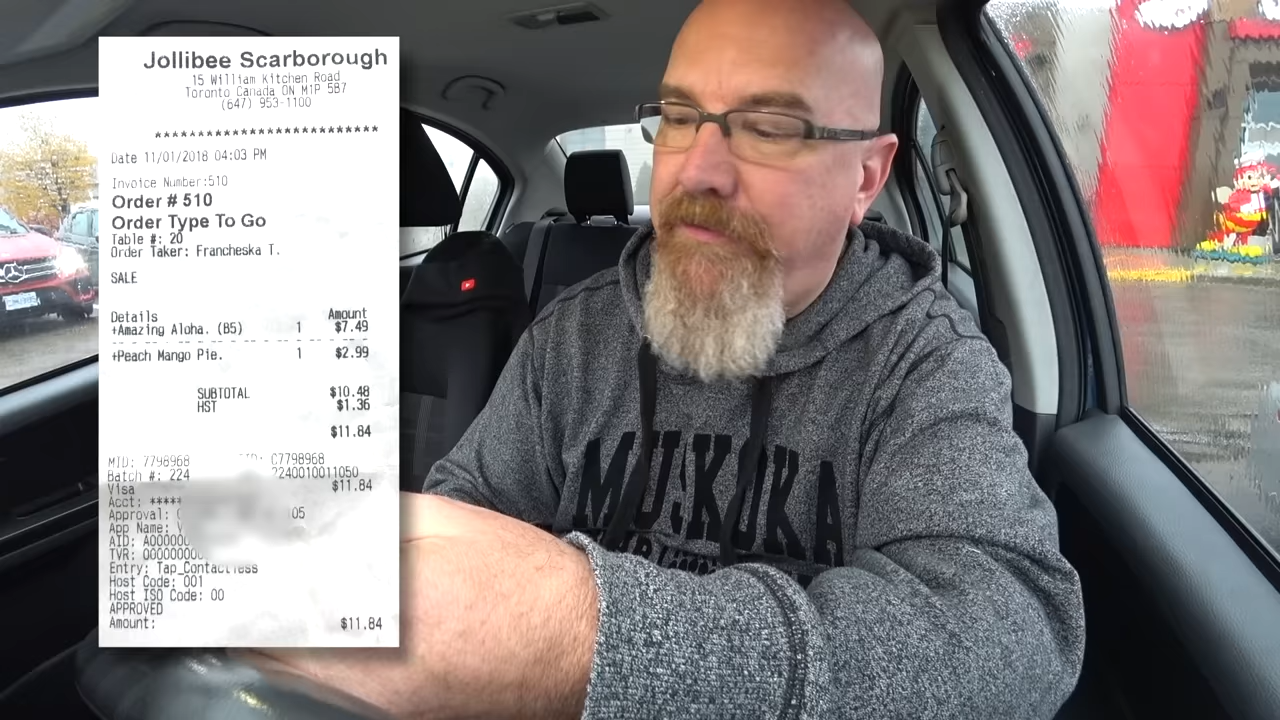 Jollibee Scarborough
15 William Kitchen Road
Toronto Canada ON M1P 5B7
(647) 953-1100
**************************
Date 11/01/2018 04:03 PM
Invoice Number:510
Order # 510
Order Type To Go
Table #: 20
Order Taker: Francheska T.
SALE
Details Amount
+Amazing Aloha. (B5) 1 $7.49
+Peach Mango Pie. 1 $2.99
SUBTOTAL $10.48
HST $1.36
$11.84
MID: 7798968 C7798968
Batch #: 224 2240010011050
Visa $11.84
Acct: *****
Approval: 05
App Name: V
AID: A00000
TVR: 000000000
Entry: Tap_Contactless
Host Code: 001
Host ISO Code: 00
APPROVED
Amount: $11.84
MUSKOKA